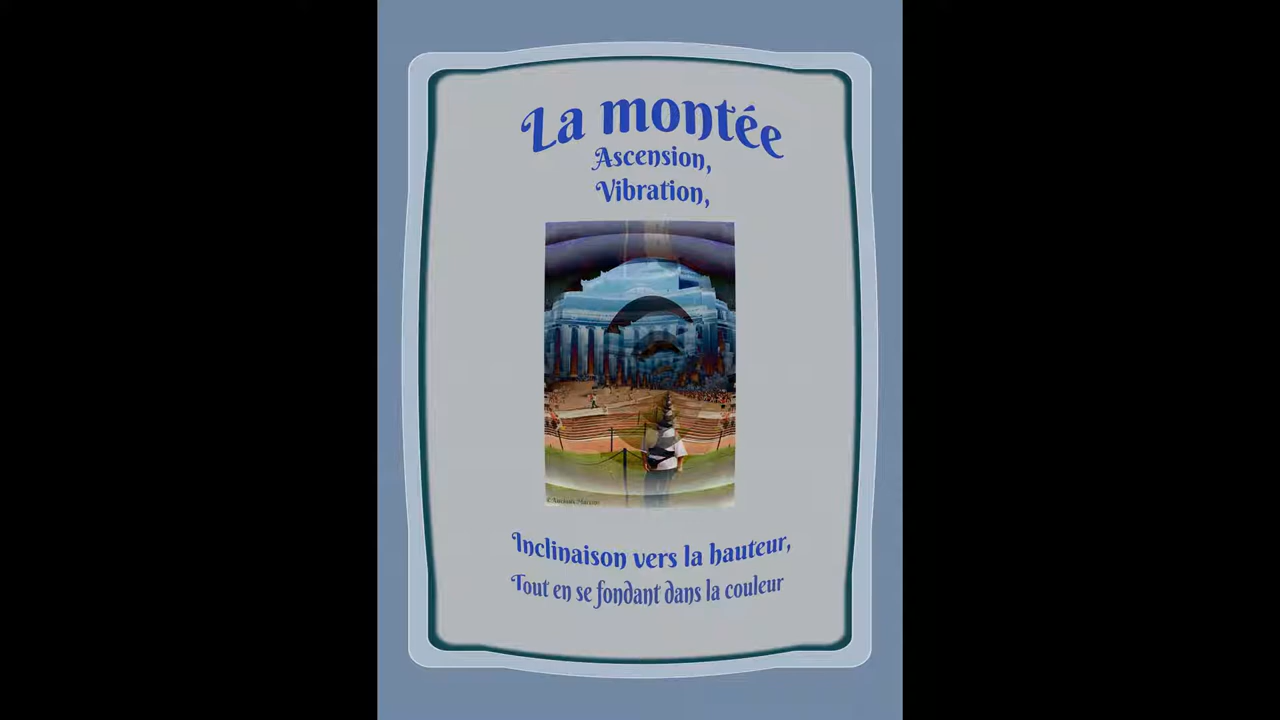 La montée
Ascension,
Vibration,
Inclinaison vers la hauteur,
Tout en se fondant dans la couleur